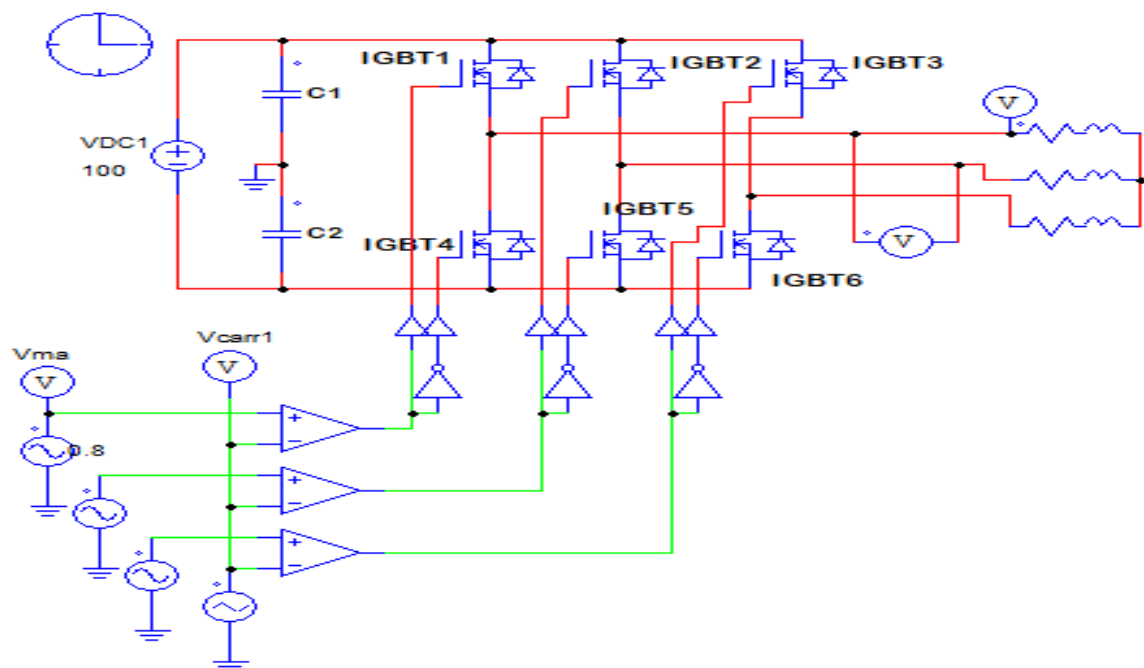 IGBT1
IGBT2
IGBT3
C1
VDC1
100
V
C2
IGBT4
IGBT5
V
IGBT6
Vcarr1
Vma
V
V
0.8